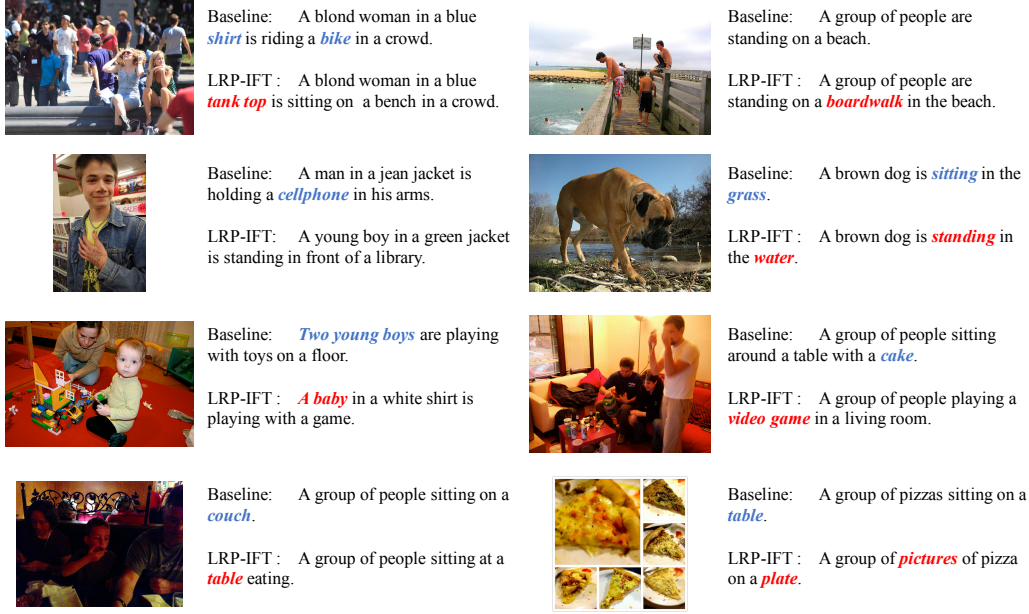 Baseline: A blond woman in a blue
shirt is riding a bike in a crowd.
LRP-IFT : A blond woman in a blue
tank top is sitting on a bench in a crowd.
Baseline: A group of people are
standing on a beach.
LRP-IFT : A group of people are
standing on a boardwalk in the beach.
Baseline: A man in a jean jacket is
holding a cellphone in his arms.
LRP-IFT: A young boy in a green jacket
is standing in front of a library.
Baseline: A brown dog is sitting in the
grass.
LRP-IFT : A brown dog is standing in
the water.
Baseline: Two young boys are playing
with toys on a floor.
LRP-IFT : A baby in a white shirt is
playing with a game.
Baseline: A group of people sitting
around a table with a cake.
LRP-IFT : A group of people playing a
video game in a living room.
Baseline: A group of people sitting on a
couch.
LRP-IFT : A group of people sitting at a
table eating.
Baseline: A group of pizzas sitting on a
table.
LRP-IFT : A group of pictures of pizza
on a plate.